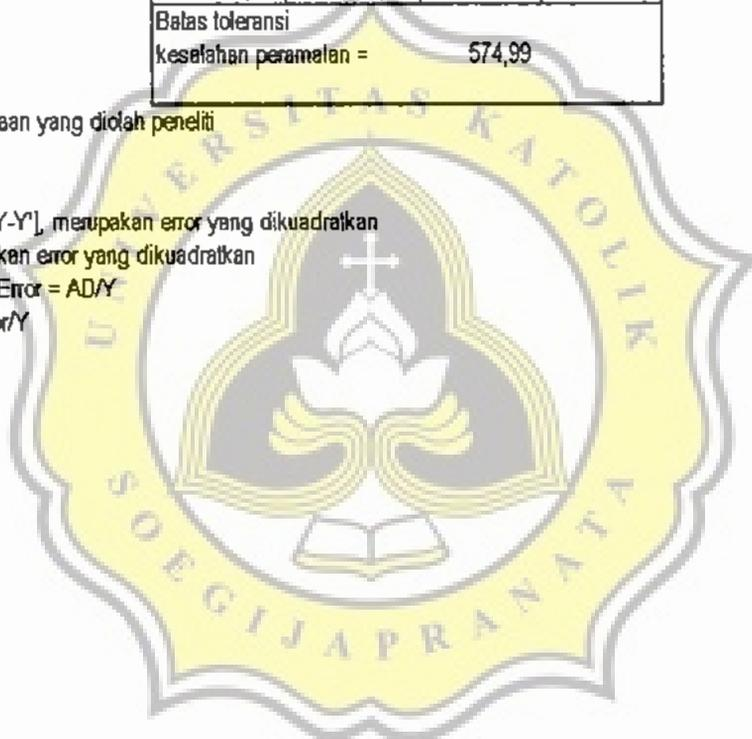 Batas toleransi
kesalahan peramalan = 574,99
aan yang diolah peneliti
Y-Y'], merupakan error yang dikuadratkan
kan error yang dikuadratkan
Error = AD/Y
or/Y
UNIVERSITAS KATOLIK
SOEGIJAPRANATA